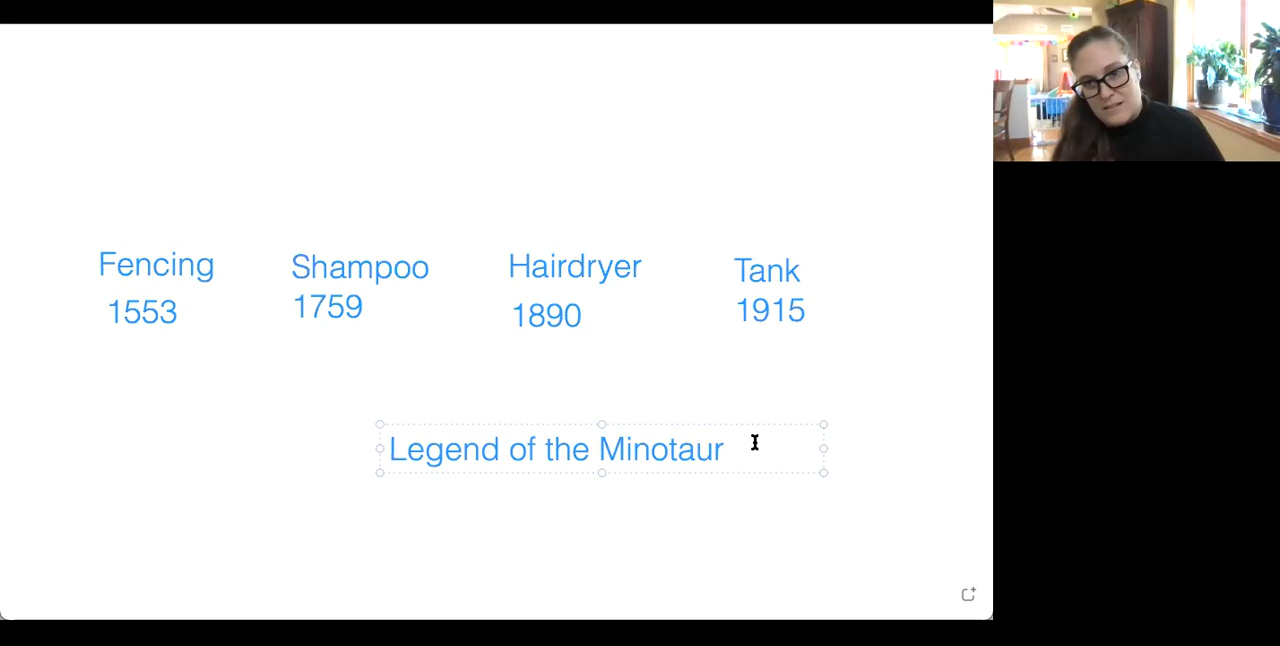 Fencing Shampoo Hairdryer Tank
1553 1759 1890 1915
Legend of the Minotaur